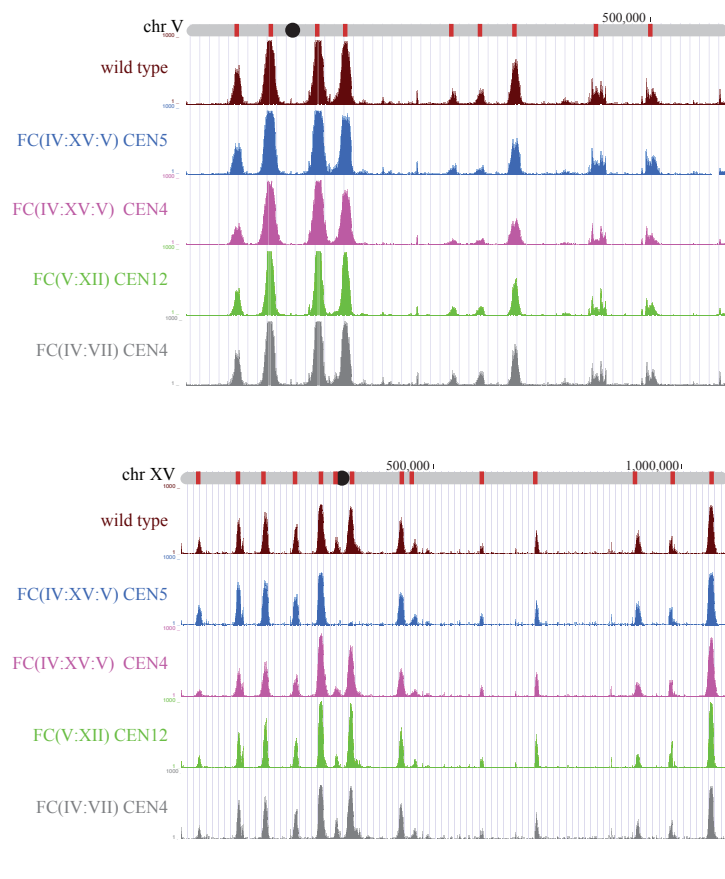 500,000
chr V
1000
wild type
1
1000
FC(IV:XV:V) CEN5
1
1000
FC(IV:XV:V) CEN4
1
1000
FC(V:XII) CEN12
1
1000
FC(IV:VII) CEN4
1
500,000 1,000,000
chr XV
1000
wild type
1
1000
FC(IV:XV:V) CEN5
1
1000
FC(IV:XV:V) CEN4
1
1000
FC(V:XII) CEN12
1
1000
FC(IV:VII) CEN4
1